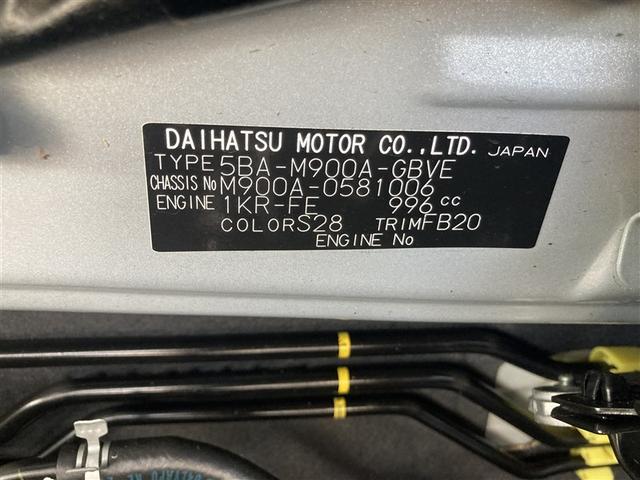 DAIHATSU MOTOR CO.,LTD. JAPAN
TYPE 5BA-M900A-GBVE
CHASSIS No M900A-0581006
ENGINE 1KR-FE 996 cc
COLOR S28 TRIM FB20
ENGINE No